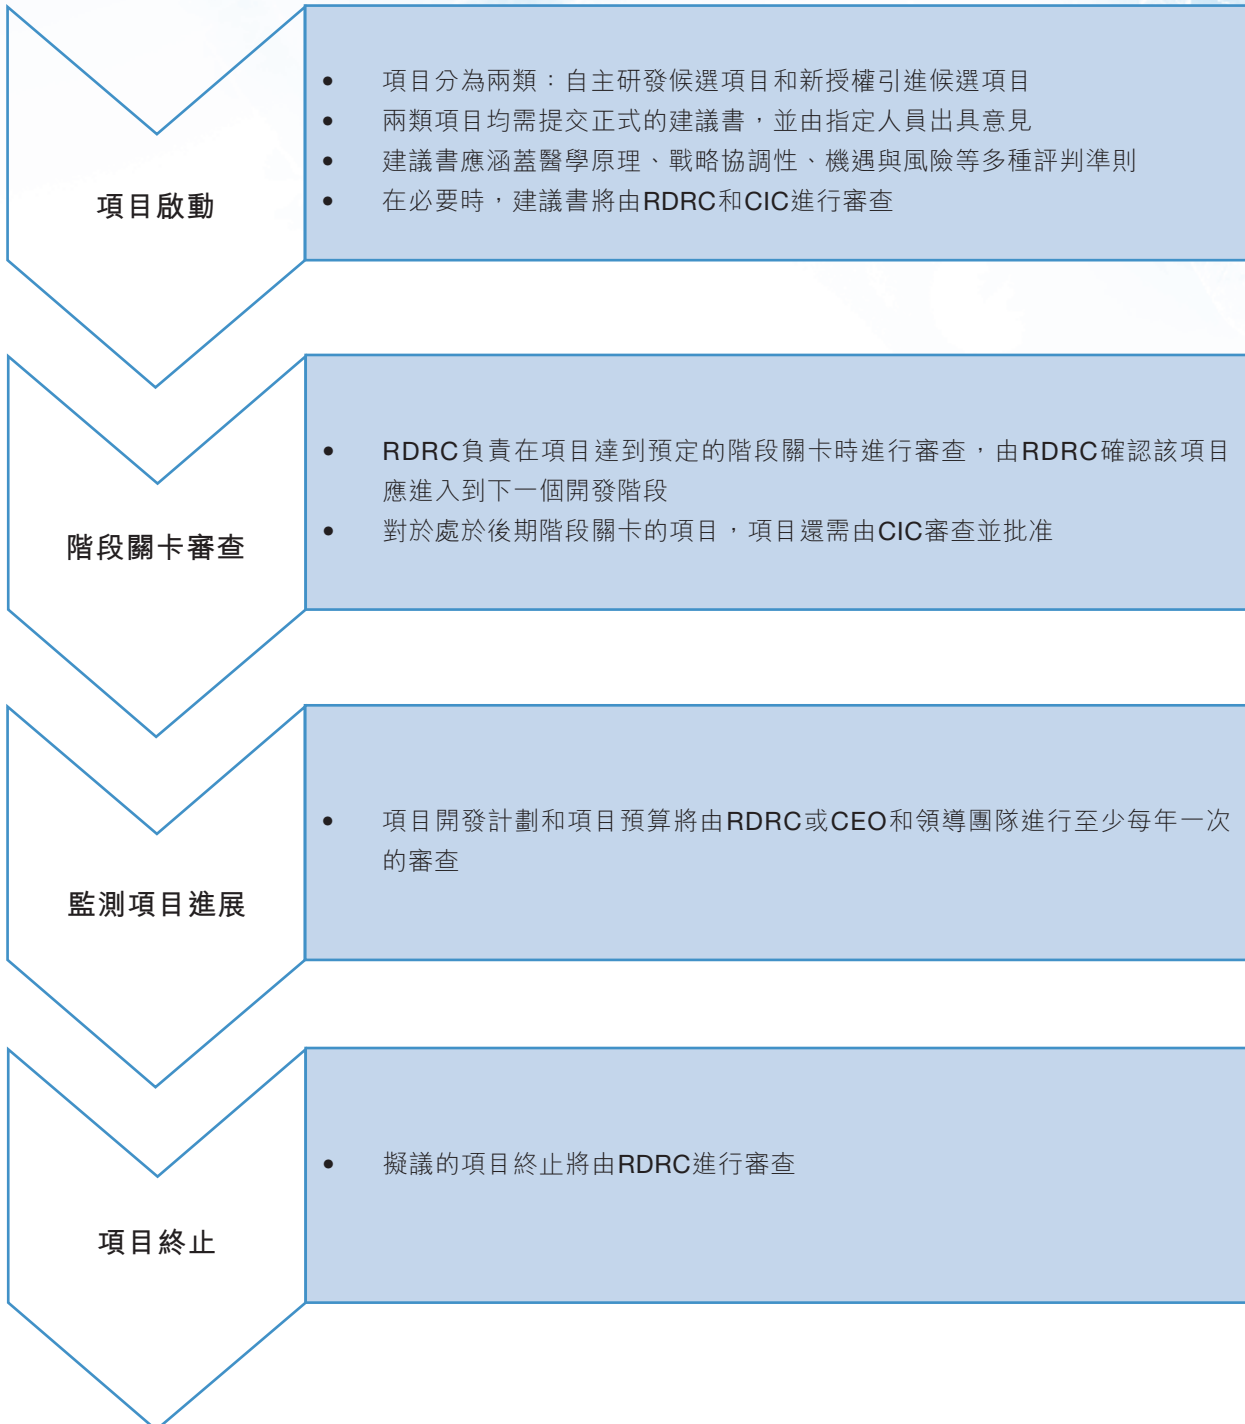 項目啟動
• 項目分為兩類：自主研發候選項目和新授權引進候選項目
• 兩類項目均需提交正式的建議書，並由指定人員出具意見
• 建議書應涵蓋醫學原理、戰略協調性、機遇與風險等多種評判準則
• 在必要時，建議書將由RDRC和CIC進行審查
階段關卡審查
• RDRC負責在項目達到預定的階段關卡時進行審查，由RDRC確認該項目
應進入到下一個開發階段
• 對於處於後期階段關卡的項目，項目還需由CIC審查並批准
監測項目進展
• 項目開發計劃和項目預算將由RDRC或CEO和領導團隊進行至少每年一次
的審查
項目終止
• 擬議的項目終止將由RDRC進行審查